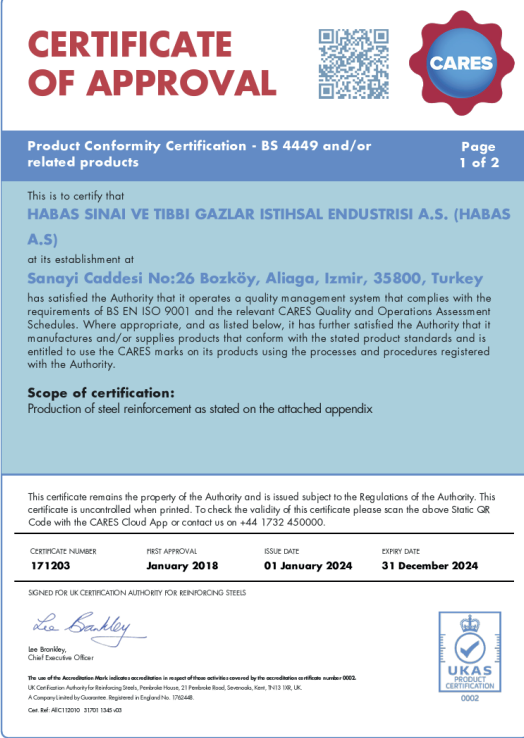 CERTIFICATE
OF APPROVAL
CARES
Product Conformity Certification - BS 4449 and/or
related products
Page
1 of 2
This is to certify that
HABAS SINAI VE TIBBI GAZLAR ISTIHSAL ENDUSTRISI A.S. (HABAS
A.S)
at its establishment at
Sanayi Caddesi No:26 Bozköy, Aliaga, Izmir, 35800, Turkey
has satisfied the Authority that it operates a quality management system that complies with the
requirements of BS EN ISO 9001 and the relevant CARES Quality and Operations Assessment
Schedules. Where appropriate, and as listed below, it has further satisfied the Authority that it
manufactures and/or supplies products that conform with the stated product standards and is
entitled to use the CARES marks on its products using the processes and procedures registered
with the Authority.
Scope of certification:
Production of steel reinforcement as stated on the attached appendix
This certificate remains the property of the Authority and is issued subject to the Regulations of the Authority. This
certificate is uncontrolled when printed. To check the validity of this certificate please scan the above Static QR
Code with the CARES Cloud App or contact us on +44 1732 450000.
CERTIFICATE NUMBER FIRST APPROVAL ISSUE DATE EXPIRY DATE
171203 January 2018 01 January 2024 31 December 2024
SIGNED FOR UK CERTIFICATION AUTHORITY FOR REINFORCING STEELS
Lee Brankley
Lee Brankley,
Chief Executive Officer
The use of the Accreditation Mark indicates accreditation in respect of those activities covered by the accreditation certificate number 0002.
UK Certification Authority for Reinforcing Steels, Pembroke House, 21 Pembroke Road, Sevenoaks, Kent, TN13 1XR, UK.
A Company Limited by Guarantee. Registered in England No. 1762448.
Cert. Ref: AEC112010 31701 1345 v03
UKAS
PRODUCT
CERTIFICATION
0002